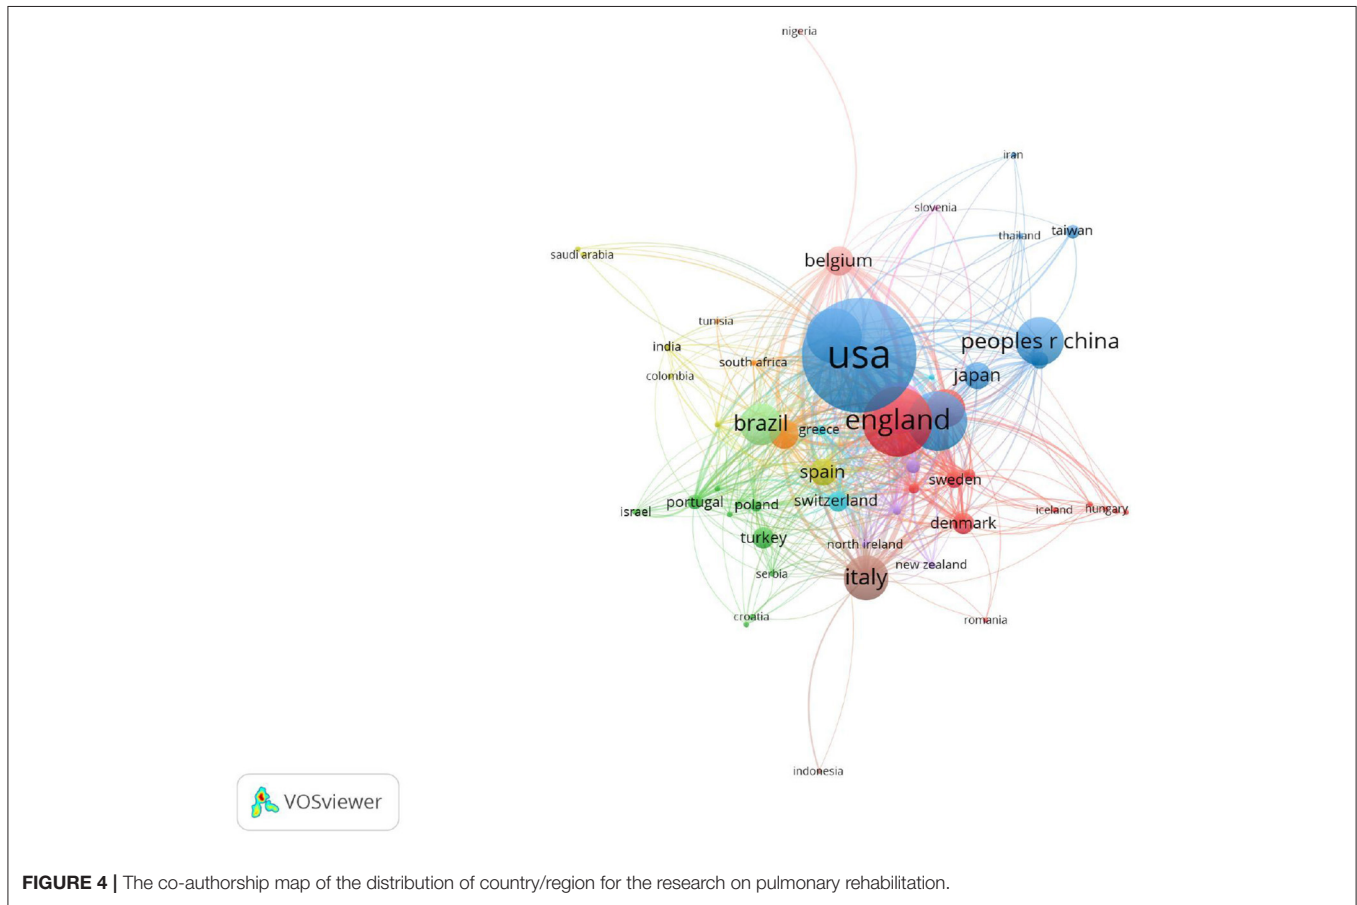 nigeria
iran
slovenia
taiwan
thailand
saudi arabia
belgium
tunisia
peoples r china
india
usa
south africa
colombia
japan
brazil
england
greece
spain
sweden
switzerland
portugal
poland
israel
iceland
hungary
denmark
turkey
north ireland
new zealand
serbia
italy
croatia
romania
indonesia
VOSviewer
FIGURE 4 | The co-authorship map of the distribution of country/region for the research on pulmonary rehabilitation.